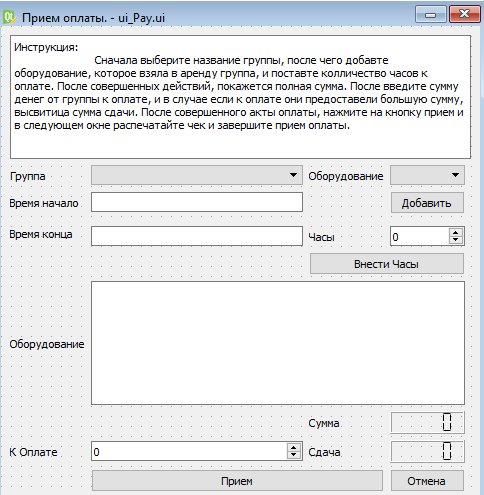 Прием оплаты. - ui_Pay.ui
Инструкция:
Сначала выберите название группы, после чего добавте
оборудование, которое взяла в аренду группа, и поставте колличество часов к
оплате. После совершенных действий, покажется полная сумма. После введите сумму
денег от группы к оплате, и в случае если к оплате они предоставели большую сумму,
высвитица сумма сдачи. После совершенного акты оплаты, нажмите на кнопку прием и
в следующем окне распечатайте чек и завершите прием оплаты.
Группа Оборудование
Время начало Добавить
Время конца Часы 0
Внести Часы
Оборудование
Сумма 0
К Оплате 0 Сдача 0
Прием Отмена